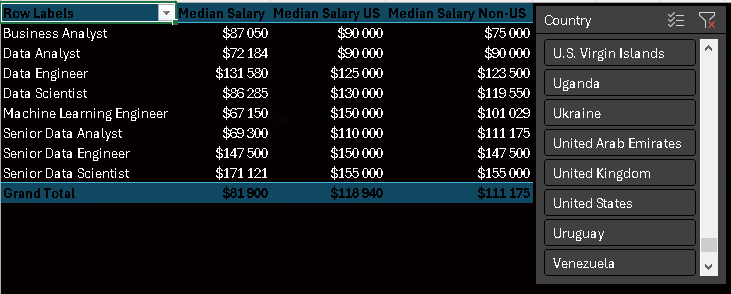 Row Labels Median Salary Median Salary US Median Salary Non-US
Business Analyst $87 050 $90 000 $75 000
Data Analyst $72 184 $90 000 $90 000
Data Engineer $131 580 $125 000 $123 500
Data Scientist $86 285 $130 000 $119 550
Machine Learning Engineer $67 150 $150 000 $101 029
Senior Data Analyst $69 300 $110 000 $111 175
Senior Data Engineer $147 500 $150 000 $147 500
Senior Data Scientist $171 121 $155 000 $155 000
Grand Total $81 900 $118 940 $111 175
Country
U.S. Virgin Islands
Uganda
Ukraine
United Arab Emirates
United Kingdom
United States
Uruguay
Venezuela